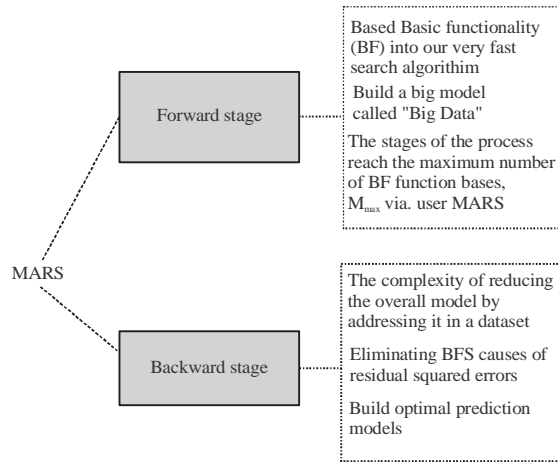 MARS
Forward stage
Based Basic functionality
(BF) into our very fast
search algorithim
Build a big model
called "Big Data"
The stages of the process
reach the maximum number
of BF function bases,
Mmax via. user MARS
Backward stage
The complexity of reducing
the overall model by
addressing it in a dataset
Eliminating BFS causes of
residual squared errors
Build optimal prediction
models